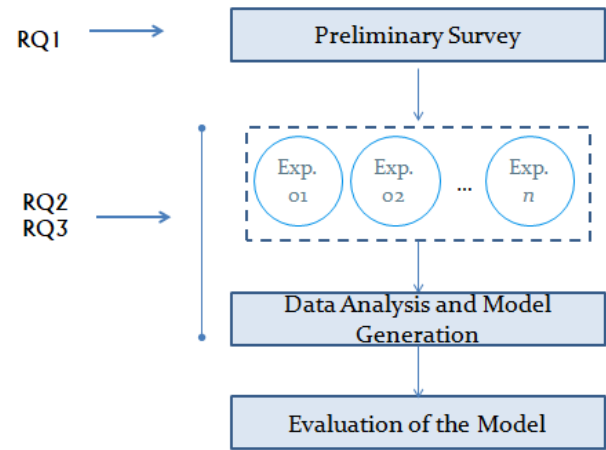 RQ1
Preliminary Survey
Exp. Exp. Exp.
01 02 ... n
RQ2
RQ3
Data Analysis and Model
Generation
Evaluation of the Model